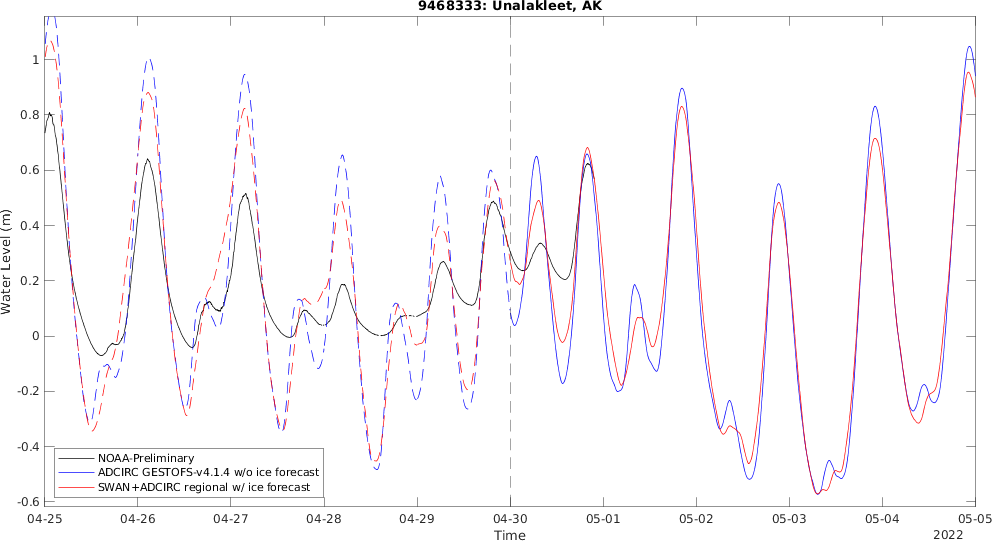 9468333: Unalakleet, AK
Water Level (m)
1
0.8
0.6
0.4
0.2
0
-0.2
-0.4
-0.6
NOAA-Preliminary
ADCIRC GESTOFS-v4.1.4 w/o ice forecast
SWAN+ADCIRC regional w/ ice forecast
04-25 04-26 04-27 04-28 04-29 04-30 05-01 05-02 05-03 05-04 05-05
Time
2022